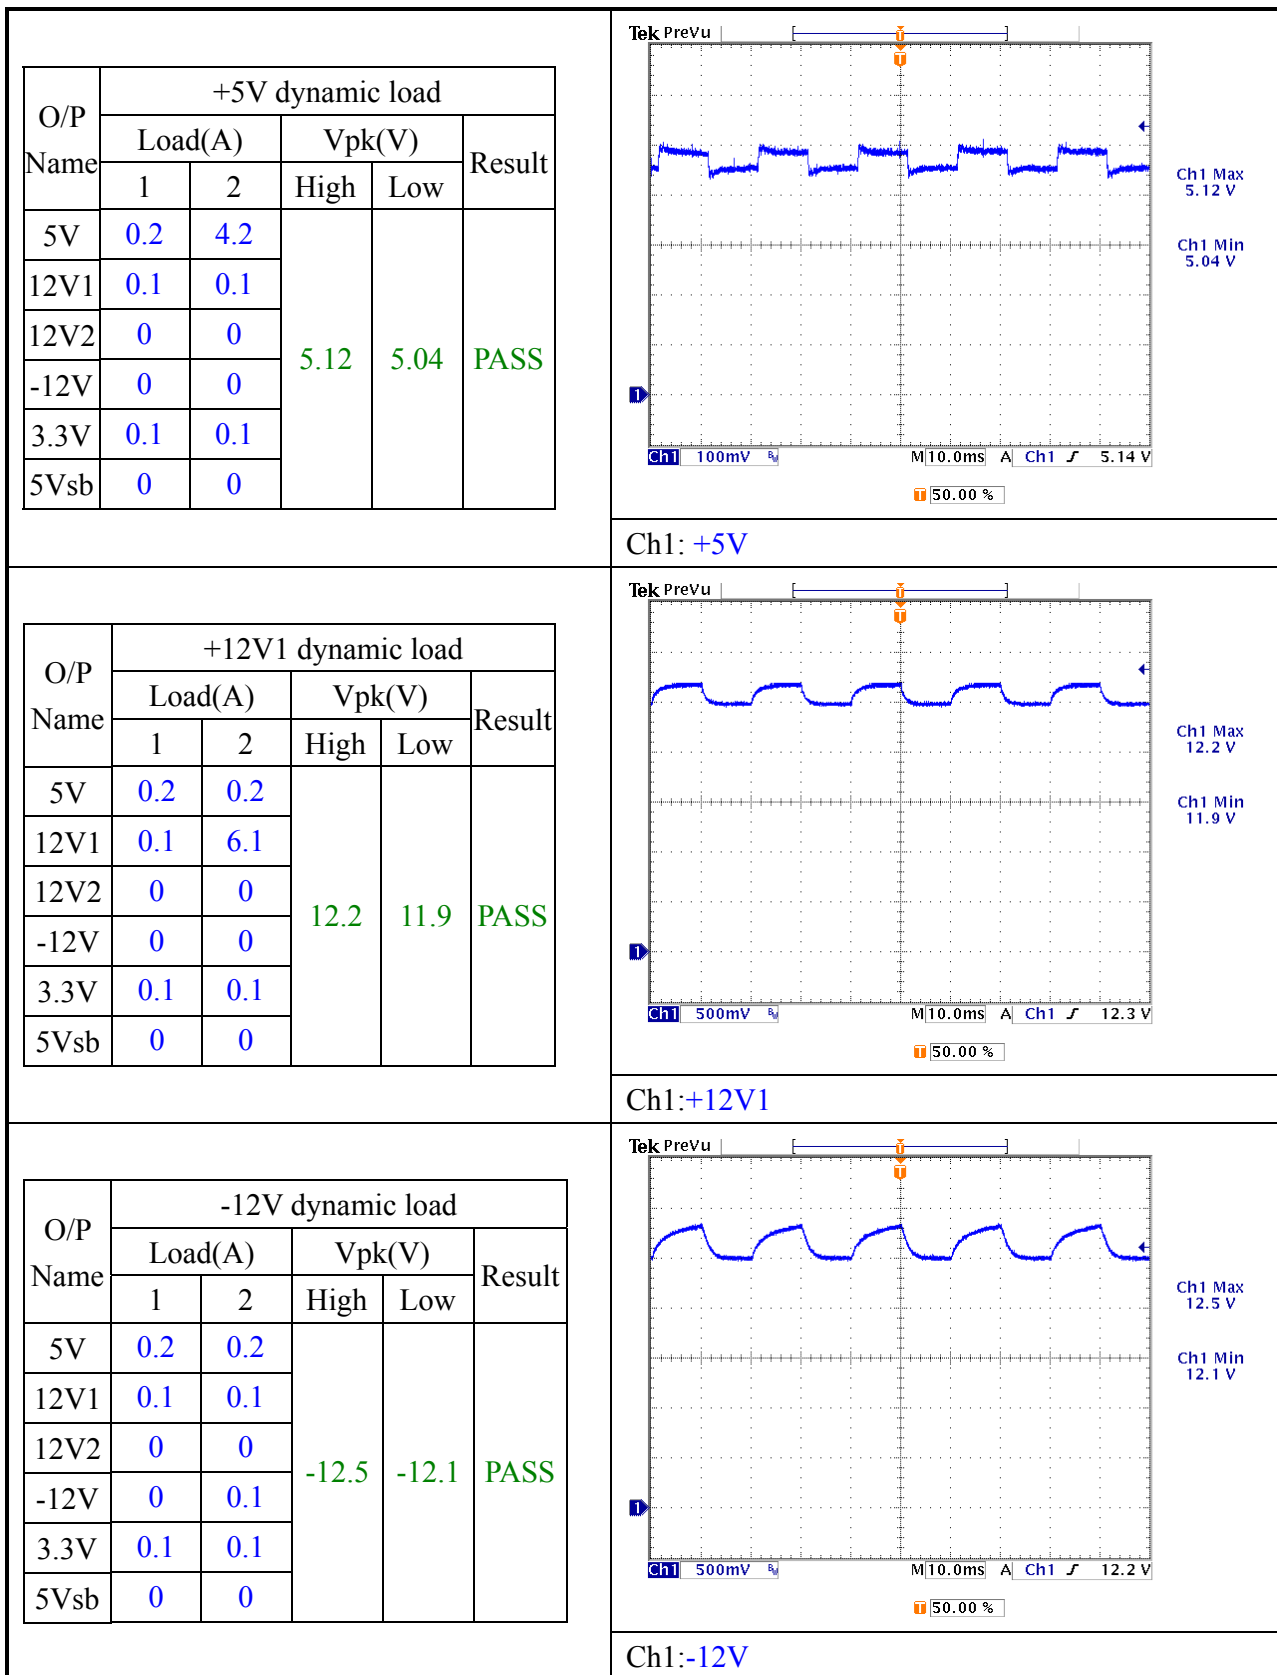 +5V dynamic load
O/P Name Load(A) Vpk(V) Result
1 2 High Low
5V 0.2 4.2
12V1 0.1 0.1
12V2 0 0
5.12 5.04 PASS
-12V 0 0
3.3V 0.1 0.1
5Vsb 0 0
Tek PreVu
T
T
Ch1 Max
5.12 V
Ch1 Min
5.04 V
1
Ch1 100mV BW M 10.0ms A Ch1 5.14 V
T 50.00 %
Ch1: +5V
+12V1 dynamic load
O/P Name Load(A) Vpk(V) Result
1 2 High Low
5V 0.2 0.2
12V1 0.1 6.1
12V2 0 0
12.2 11.9 PASS
-12V 0 0
3.3V 0.1 0.1
5Vsb 0 0
Tek PreVu
T
T
Ch1 Max
12.2 V
Ch1 Min
11.9 V
1
Ch1 500mV BW M 10.0ms A Ch1 12.3 V
T 50.00 %
Ch1:+12V1
-12V dynamic load
O/P Name Load(A) Vpk(V) Result
1 2 High Low
5V 0.2 0.2
12V1 0.1 0.1
12V2 0 0
-12.5 -12.1 PASS
-12V 0 0.1
3.3V 0.1 0.1
5Vsb 0 0
Tek PreVu
T
T
Ch1 Max
12.5 V
Ch1 Min
12.1 V
1
Ch1 500mV BW M 10.0ms A Ch1 12.2 V
T 50.00 %
Ch1:-12V